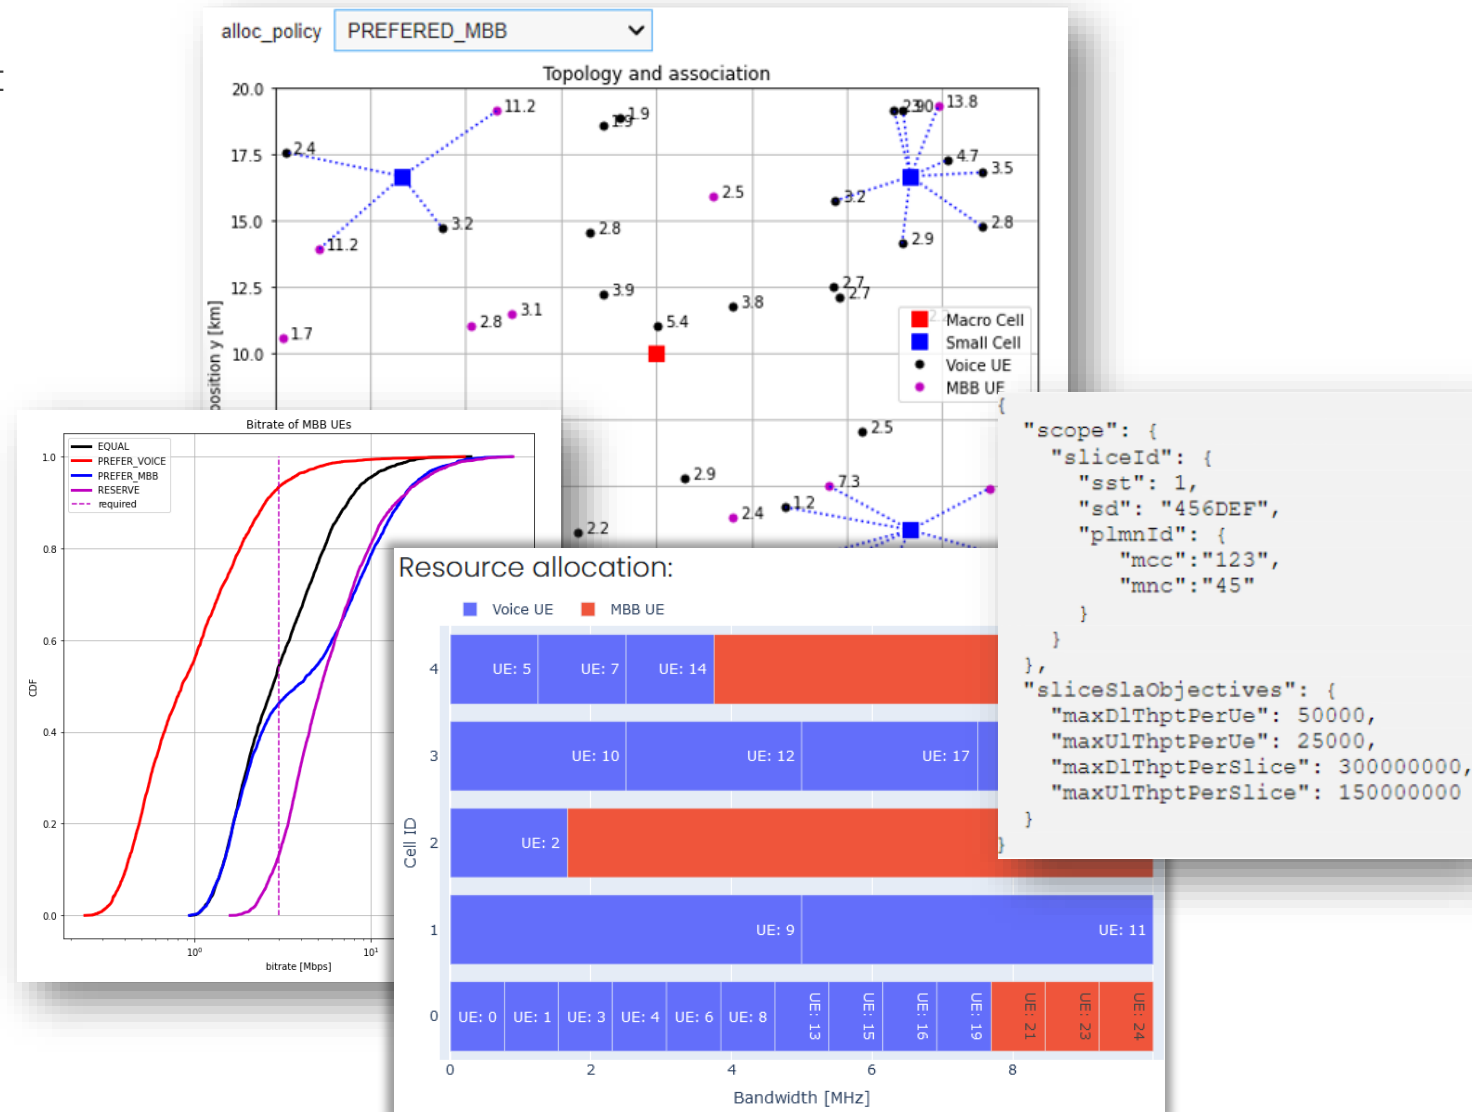 alloc_policy PREFERED_MBB
Topology and association
20.0
17.5
15.0
12.5
10.0
position y [km]
11.2
2.4
3.2
11.2
1.9
1.9
2.5
2.8
13.8
4.7
3.5
3.2
2.8
2.9
3.9
3.8
2.7
2.7
5.4
3.1
2.8
1.7
Macro Cell
Small Cell
Voice UE
MBB UE
2.5
2.9
7.3
1.2
2.4
2.2
Bitrate of MBB UEs
EQUAL
PREFER_VOICE
PREFER_MBB
RESERVE
required
1.0
0.8
0.6
0.4
0.2
0.0
CDF
10⁰
10¹
bitrate [Mbps]
Resource allocation:
Voice UE MBB UE
4 UE: 5 UE: 7 UE: 14
3 UE: 10 UE: 12 UE: 17
2 UE: 2
1 UE: 9 UE: 11
0 UE: 0 UE: 1 UE: 3 UE: 4 UE: 6 UE: 8 UE: 13 UE: 15 UE: 16 UE: 19 UE: 21 UE: 23 UE: 24
Cell ID
0 2 4 6 8
Bandwidth [MHz]
{
"scope": {
"sliceId": {
"sst": 1,
"sd": "456DEF",
"plmnId": {
"mcc":"123",
"mnc":"45"
}
}
},
"sliceSlaObjectives": {
"maxDlThptPerUe": 50000,
"maxUlThptPerUe": 25000,
"maxDlThptPerSlice": 300000000,
"maxUlThptPerSlice": 150000000
}
}